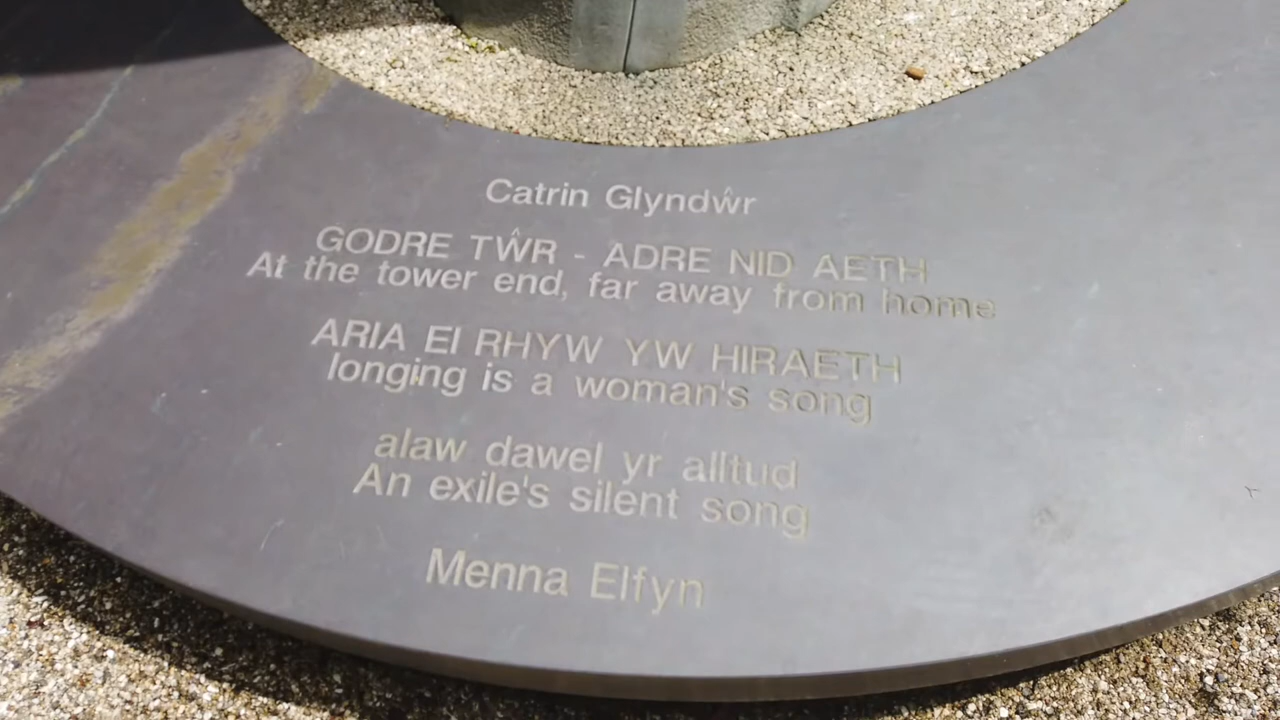 Catrin Glyndŵr
GODRE TŴR - ADRE NID AETH
At the tower end, far away from home
ARIA EI RHYW YW HIRAETH
longing is a woman's song
alaw dawel yr alltud
An exile's silent song
Menna Elfyn